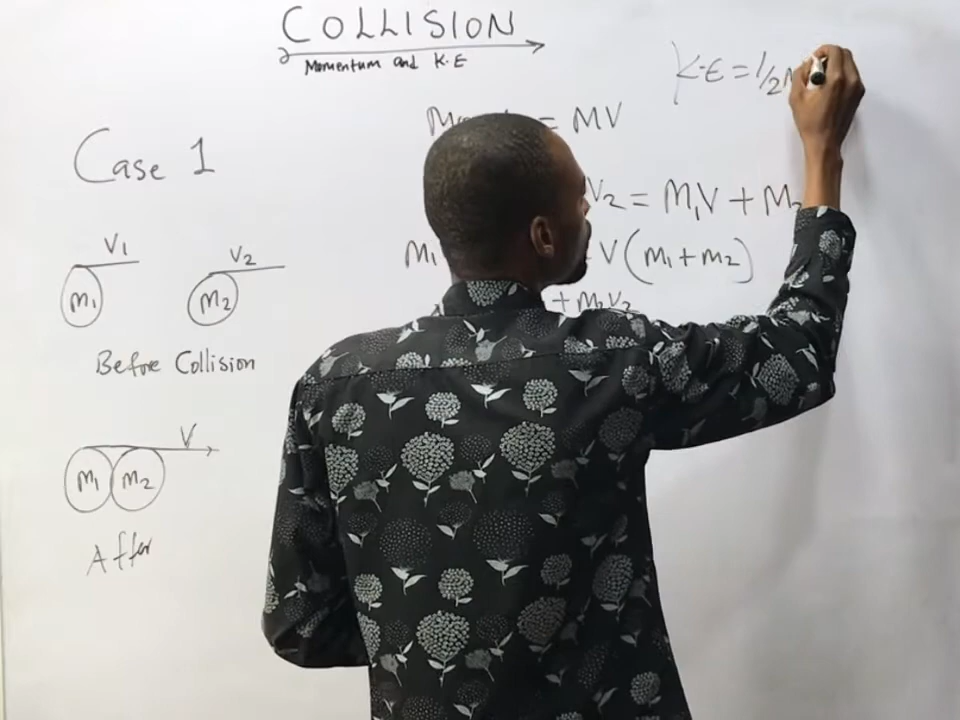 COLLISION
Momentum and K.E
K.E = 1/2
= MV
Case 1
V2 = M1V + M2
V1
V2
M1
V (m1 + m2)
m1
m2
+ m2v2
Before Collision
V
m1 m2
After